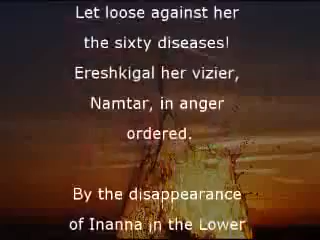 Let loose against her
the sixty diseases!
Ereshkigal her vizier,
Namtar, in anger
ordered.
By the disappearance
of Inanna in the Lower